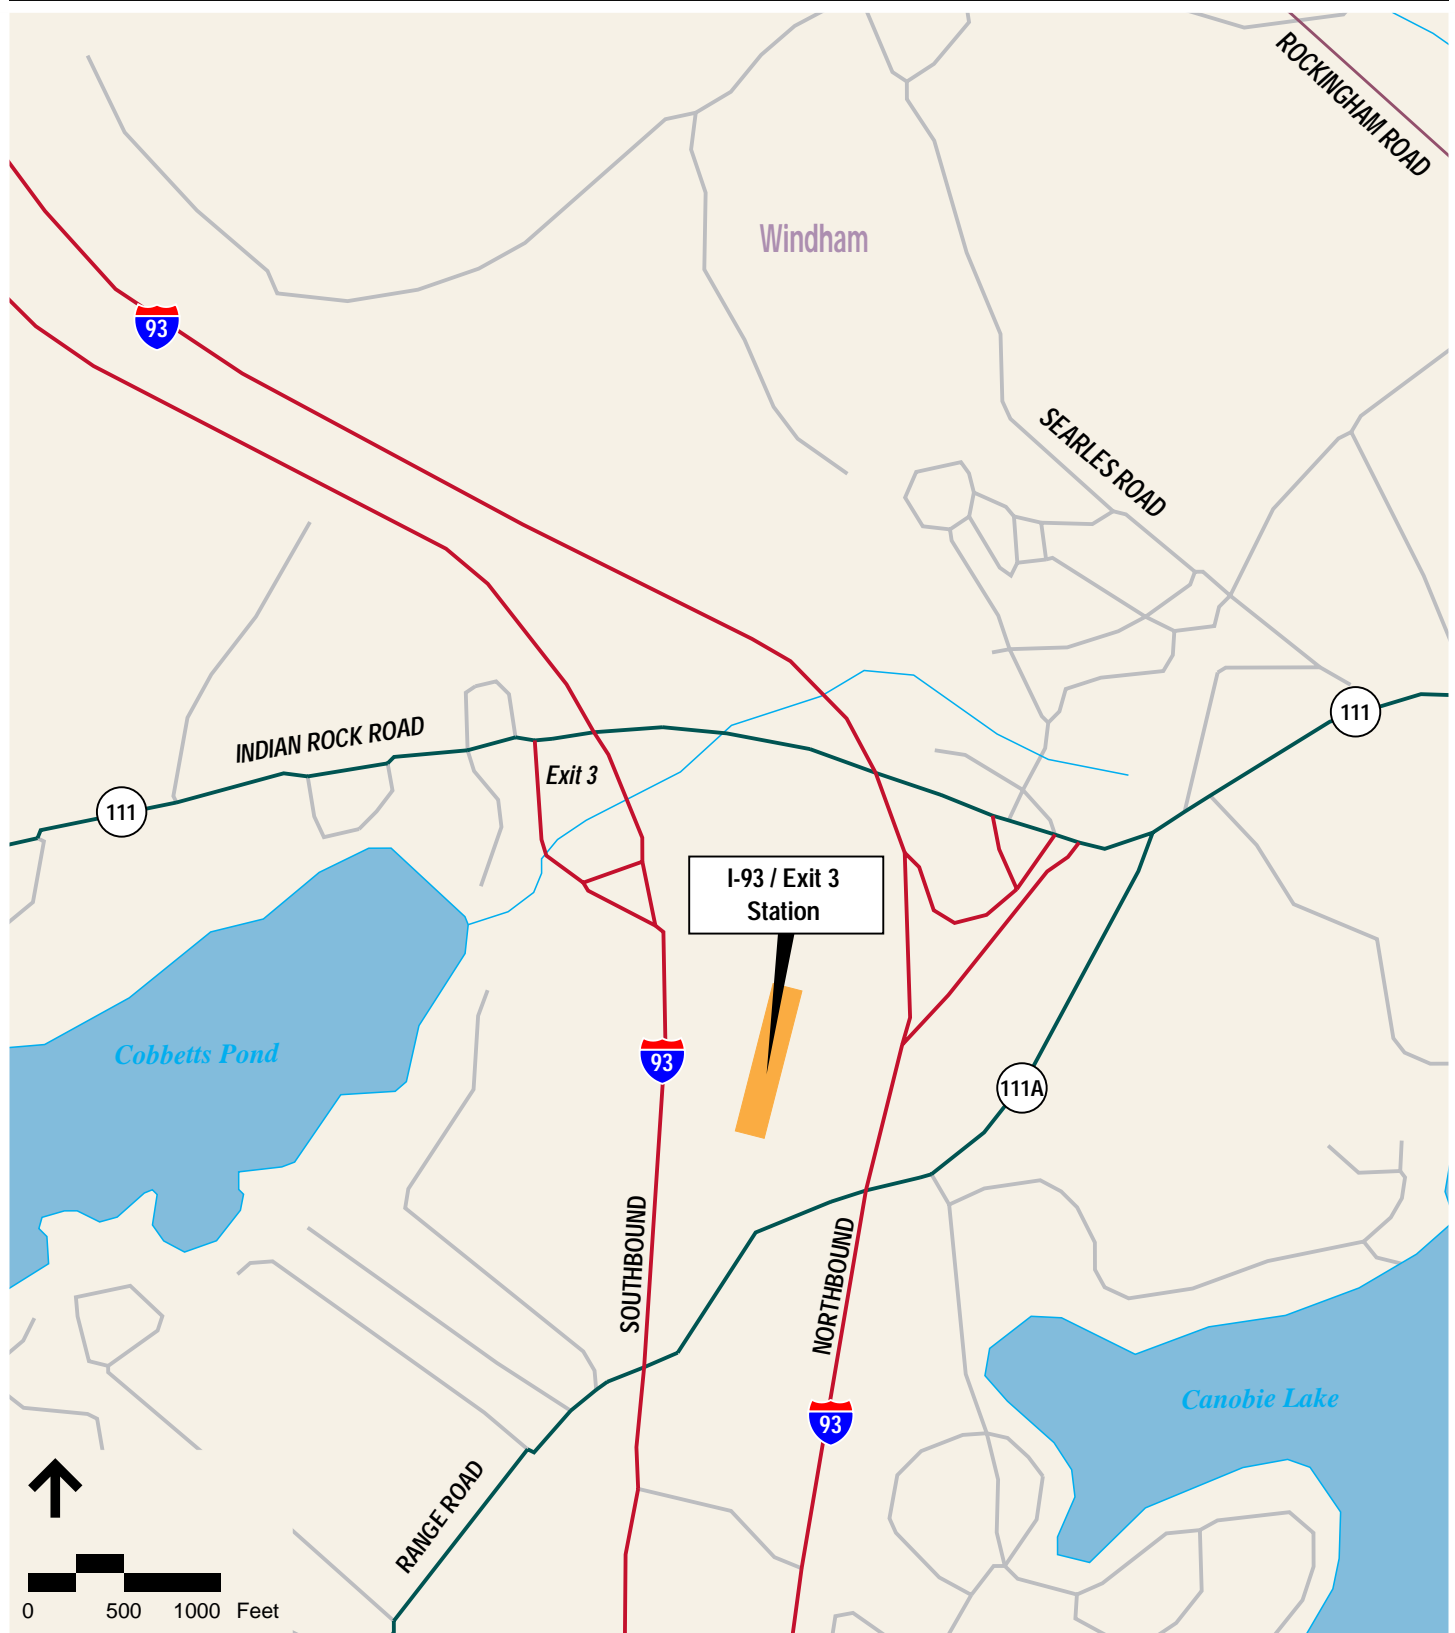 ROCKINGHAM ROAD
Windham
93
SEARLES ROAD
111
INDIAN ROCK ROAD
Exit 3
111
I-93 / Exit 3
Station
Cobbetts Pond
93
111A
SOUTHBOUND
NORTHBOUND
Canobie Lake
93
RANGE ROAD
0 500 1000 Feet